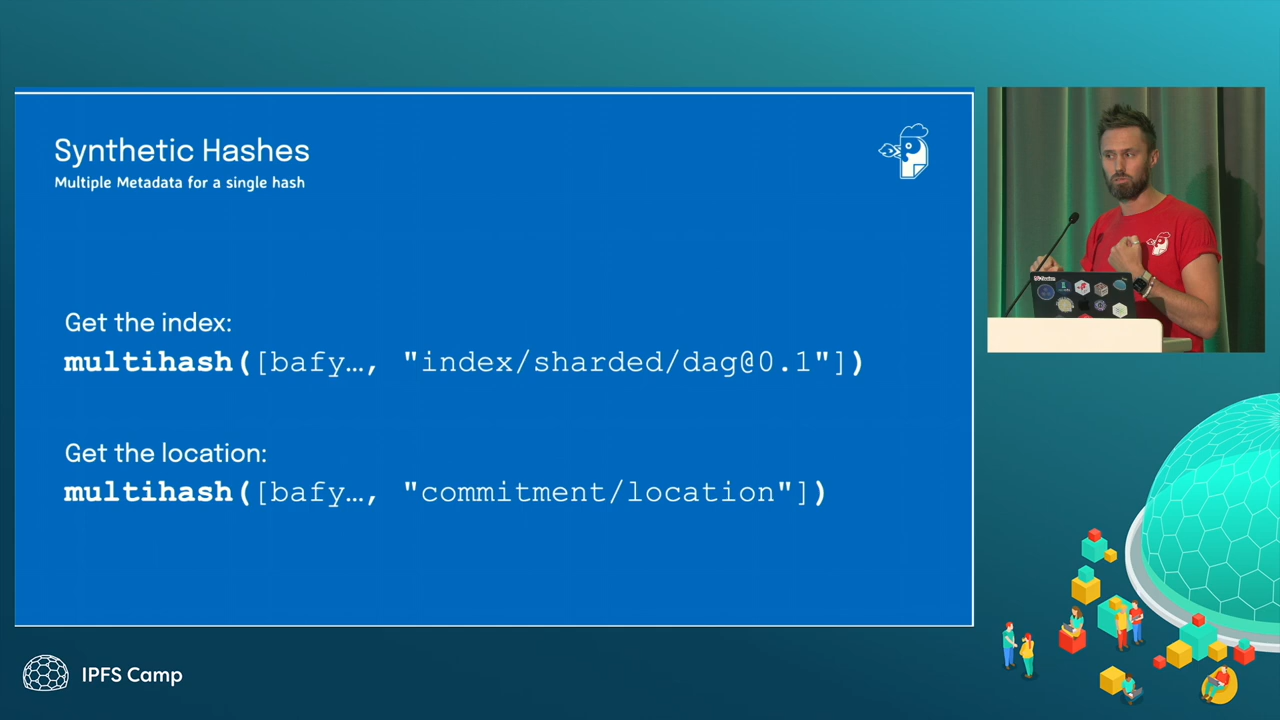 Synthetic Hashes
Multiple Metadata for a single hash
Get the index:
multihash([bafy…, "index/sharded/dag@0.1"])
Get the location:
multihash([bafy…, "commitment/location"])
IPFS Camp